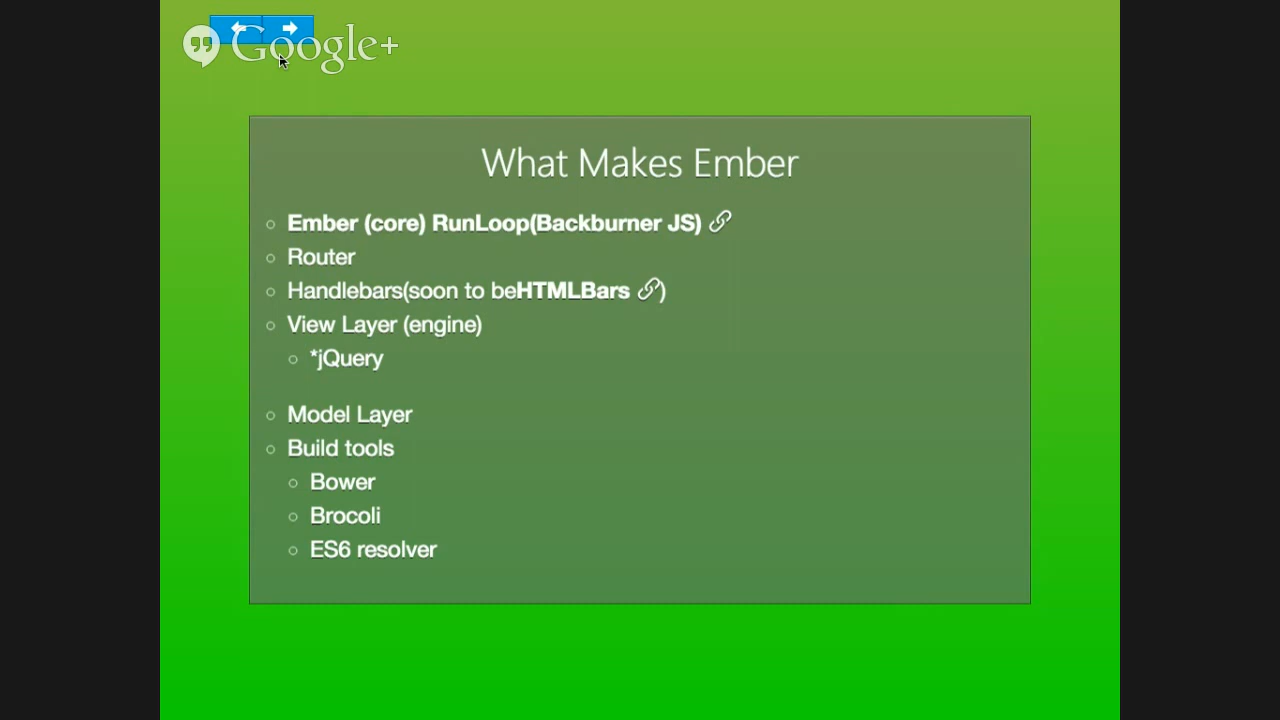 Google+
What Makes Ember
Ember (core) RunLoop(Backburner JS)
Router
Handlebars(soon to beHTMLBars )
View Layer (engine)
*jQuery
Model Layer
Build tools
Bower
Brocoli
ES6 resolver